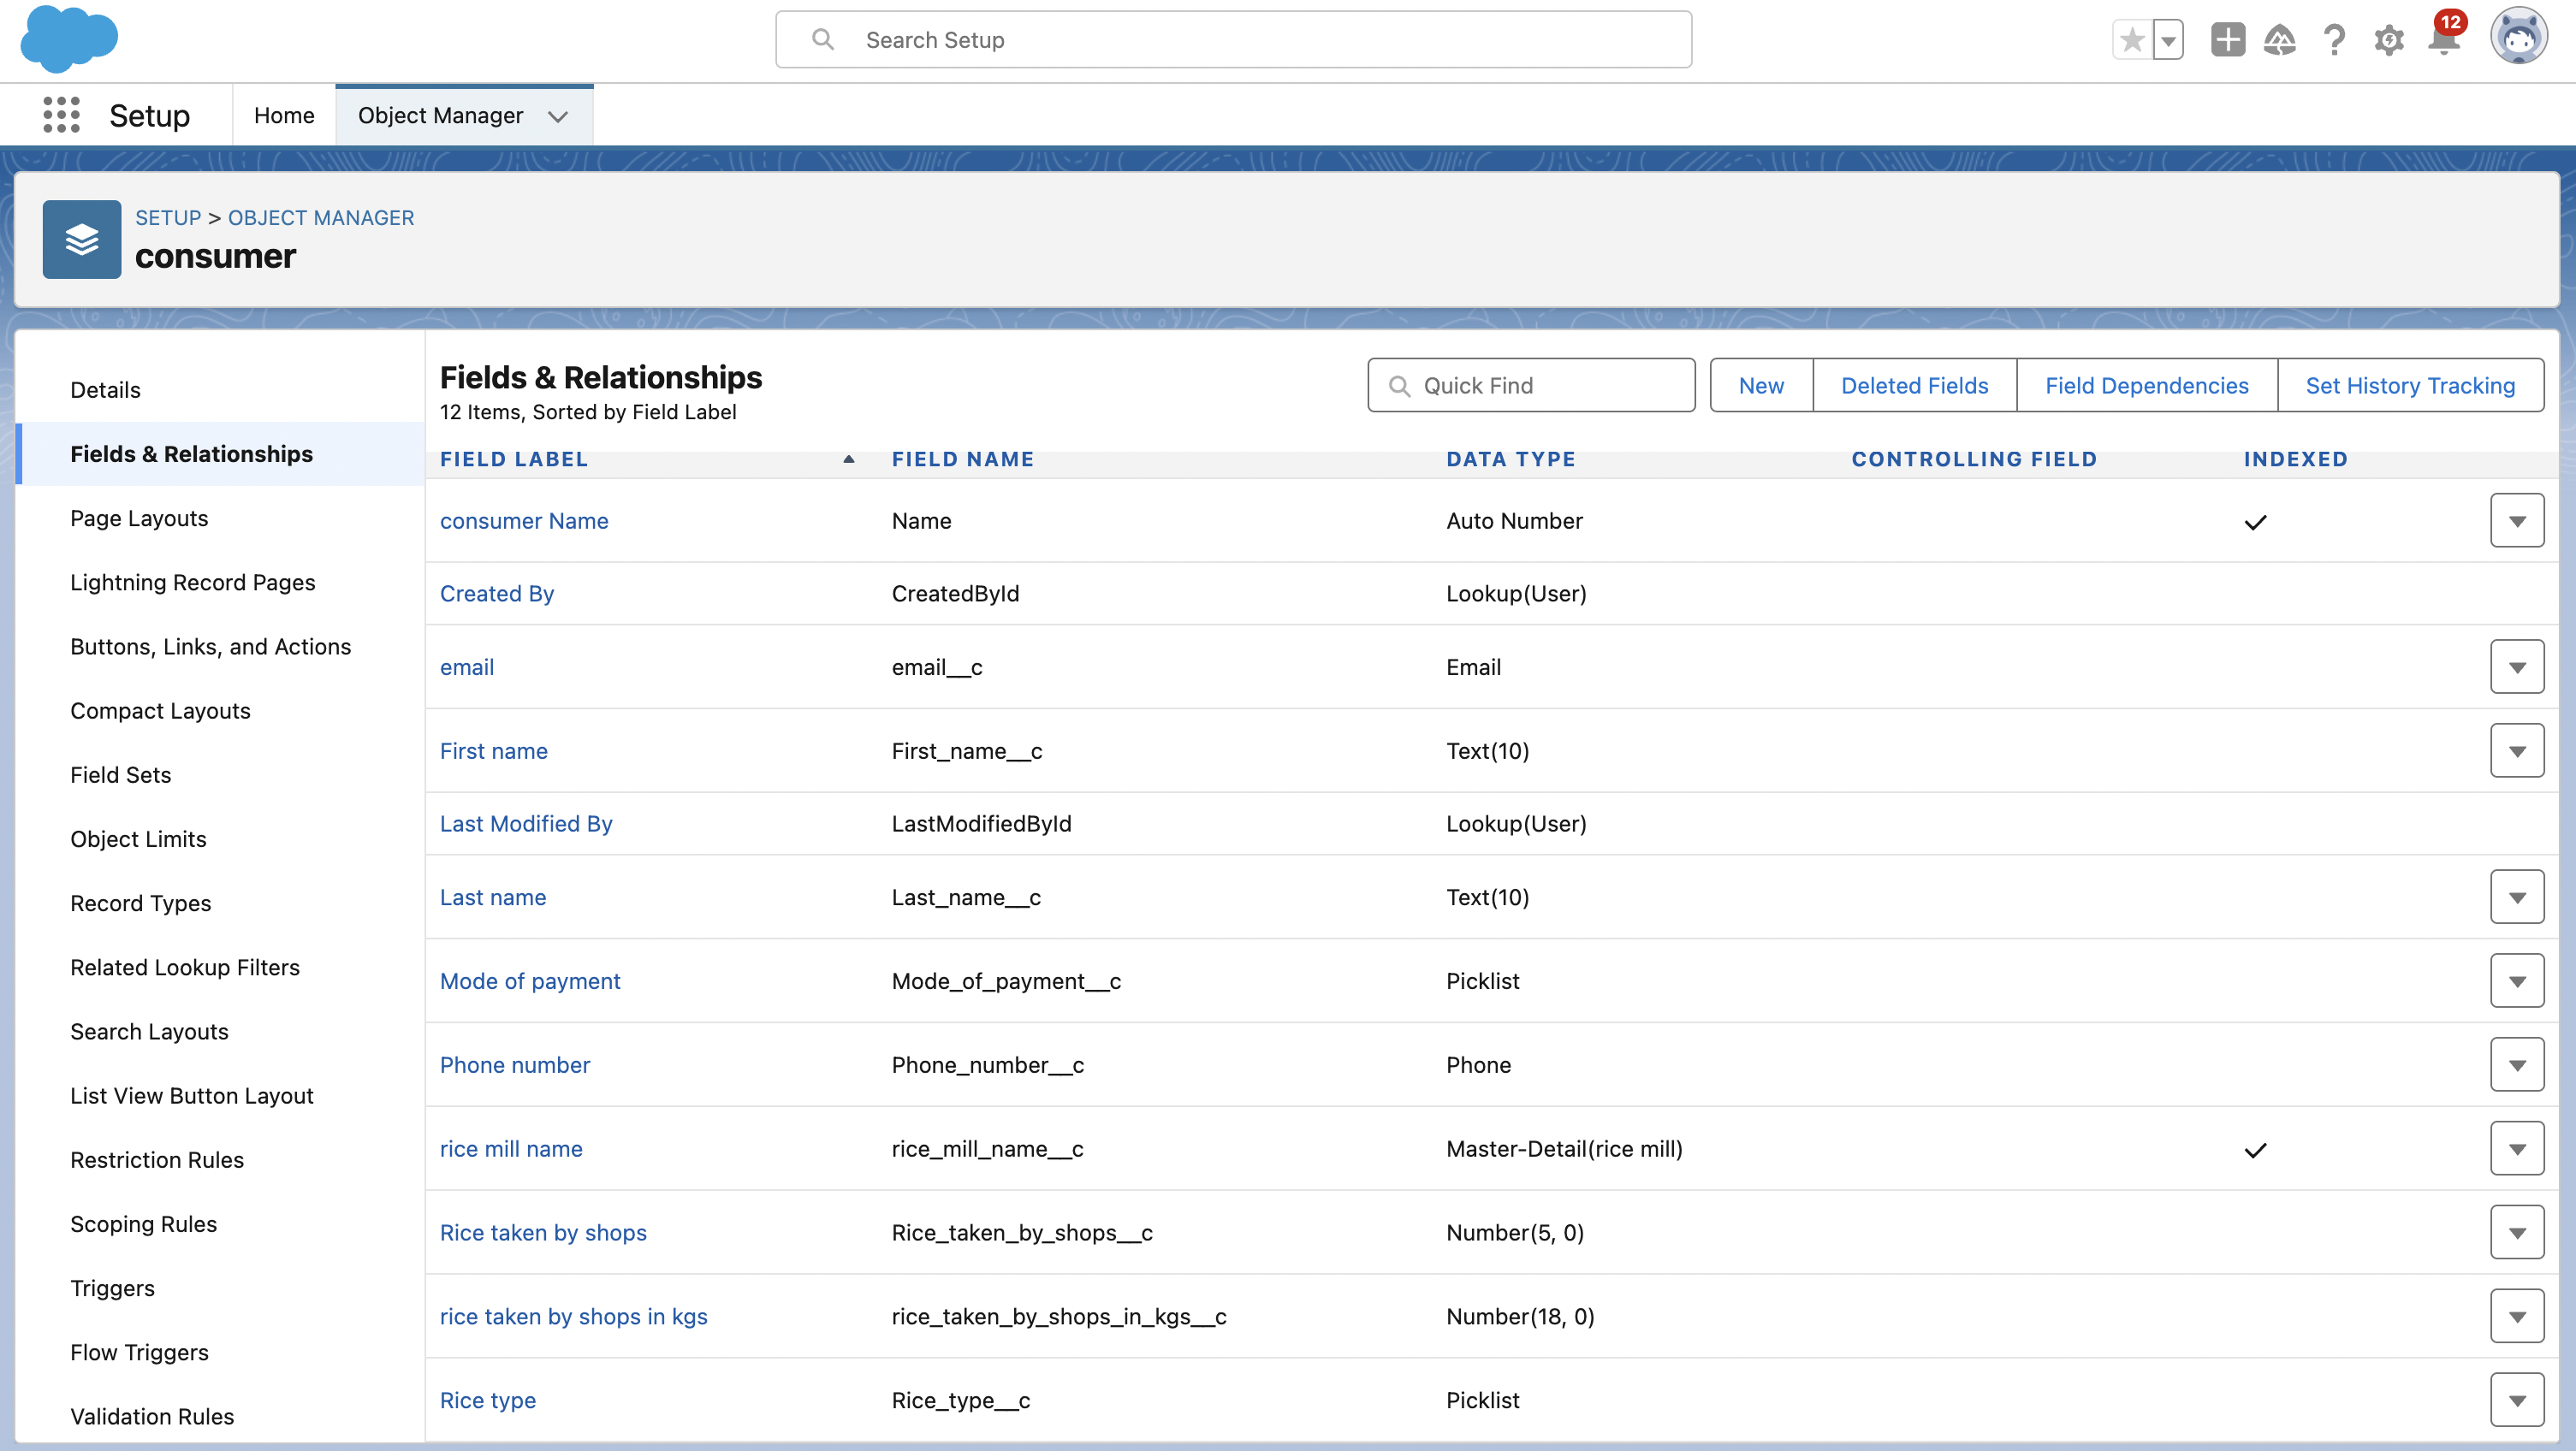 Search Setup
12
Setup
Home
Object Manager
SETUP > OBJECT MANAGER
consumer
Details
Fields & Relationships
Page Layouts
Lightning Record Pages
Buttons, Links, and Actions
Compact Layouts
Field Sets
Object Limits
Record Types
Related Lookup Filters
Search Layouts
List View Button Layout
Restriction Rules
Scoping Rules
Triggers
Flow Triggers
Validation Rules
Fields & Relationships
12 Items, Sorted by Field Label
Quick Find
New
Deleted Fields
Field Dependencies
Set History Tracking
FIELD LABEL FIELD NAME DATA TYPE CONTROLLING FIELD INDEXED
consumer Name Name Auto Number
Created By CreatedById Lookup(User)
email email__c Email
First name First_name__c Text(10)
Last Modified By LastModifiedById Lookup(User)
Last name Last_name__c Text(10)
Mode of payment Mode_of_payment__c Picklist
Phone number Phone_number__c Phone
rice mill name rice_mill_name__c Master-Detail(rice mill)
Rice taken by shops Rice_taken_by_shops__c Number(5, 0)
rice taken by shops in kgs rice_taken_by_shops_in_kgs__c Number(18, 0)
Rice type Rice_type__c Picklist